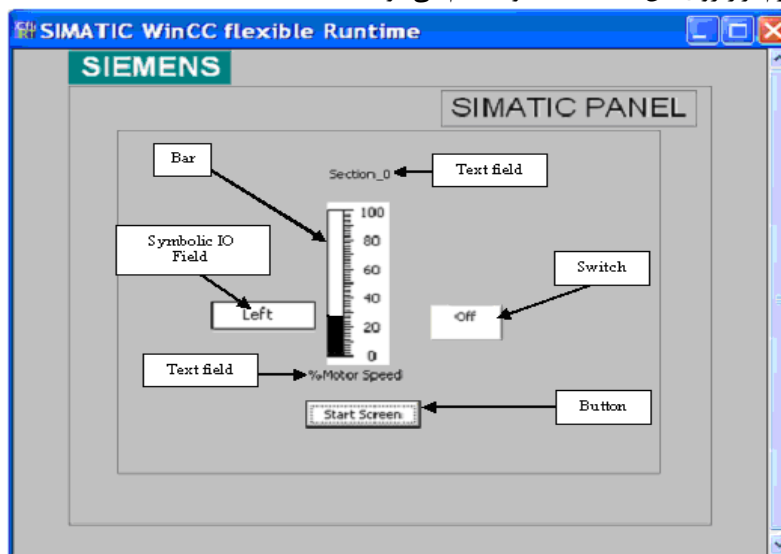 SIMATIC WinCC flexible Runtime
SIEMENS
SIMATIC PANEL
Bar
Section_0
Text field
100
80
60
40
20
0
Symbolic IO
Field
Switch
Left
Off
Text field
%Motor Speed
Start Screen
Button